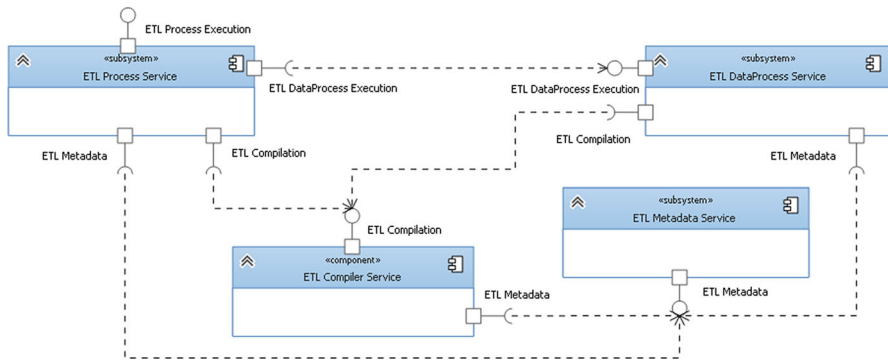 ETL Process Execution
«subsystem»
ETL Process Service
«subsystem»
ETL DataProcess Service
ETL DataProcess Execution
ETL DataProcess Execution
ETL Metadata
ETL Compilation
ETL Compilation
ETL Metadata
«subsystem»
ETL Metadata Service
ETL Compilation
«component»
ETL Compiler Service
ETL Metadata
ETL Metadata